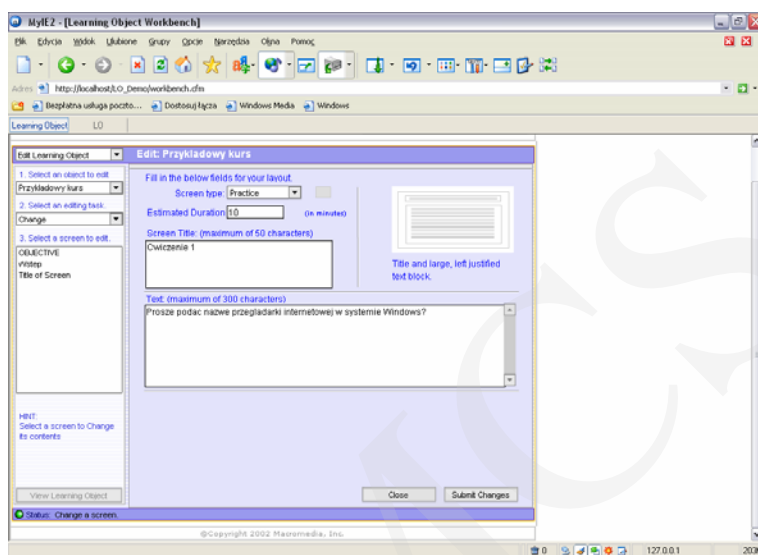 MyIE2 - [Learning Object Workbench]
Plik Edycja Widok Ulubione Grupy Opcje Narzędzia Okna Pomoc
Adres http://localhost/LO_Demo/workbench.cfm
Bezpłatna usługa poczto... Dostosuj łącza Windows Media Windows
Learning Object LO
Edit Learning Object Edit: Przykladowy kurs
1. Select an object to edit
Przykladowy kurs
2. Select an editing task.
Change
3. Select a screen to edit.
OBJECTIVE
Wstep
Title of Screen
HINT:
Select a screen to Change
its contents
View Learning Object
Fill in the below fields for your layout.
Screen type: Practice
Estimated Duration 10 (in minutes)
Screen Title: (maximum of 50 characters)
Cwiczenie 1
Title and large, left justified
text block.
Text: (maximum of 300 characters)
Prosze podac nazwe przegladarki internetowej w systemie Windows?
Close Submit Changes
Status: Change a screen.
©Copyright 2002 Macromedia, Inc.
0 127.0.0.1